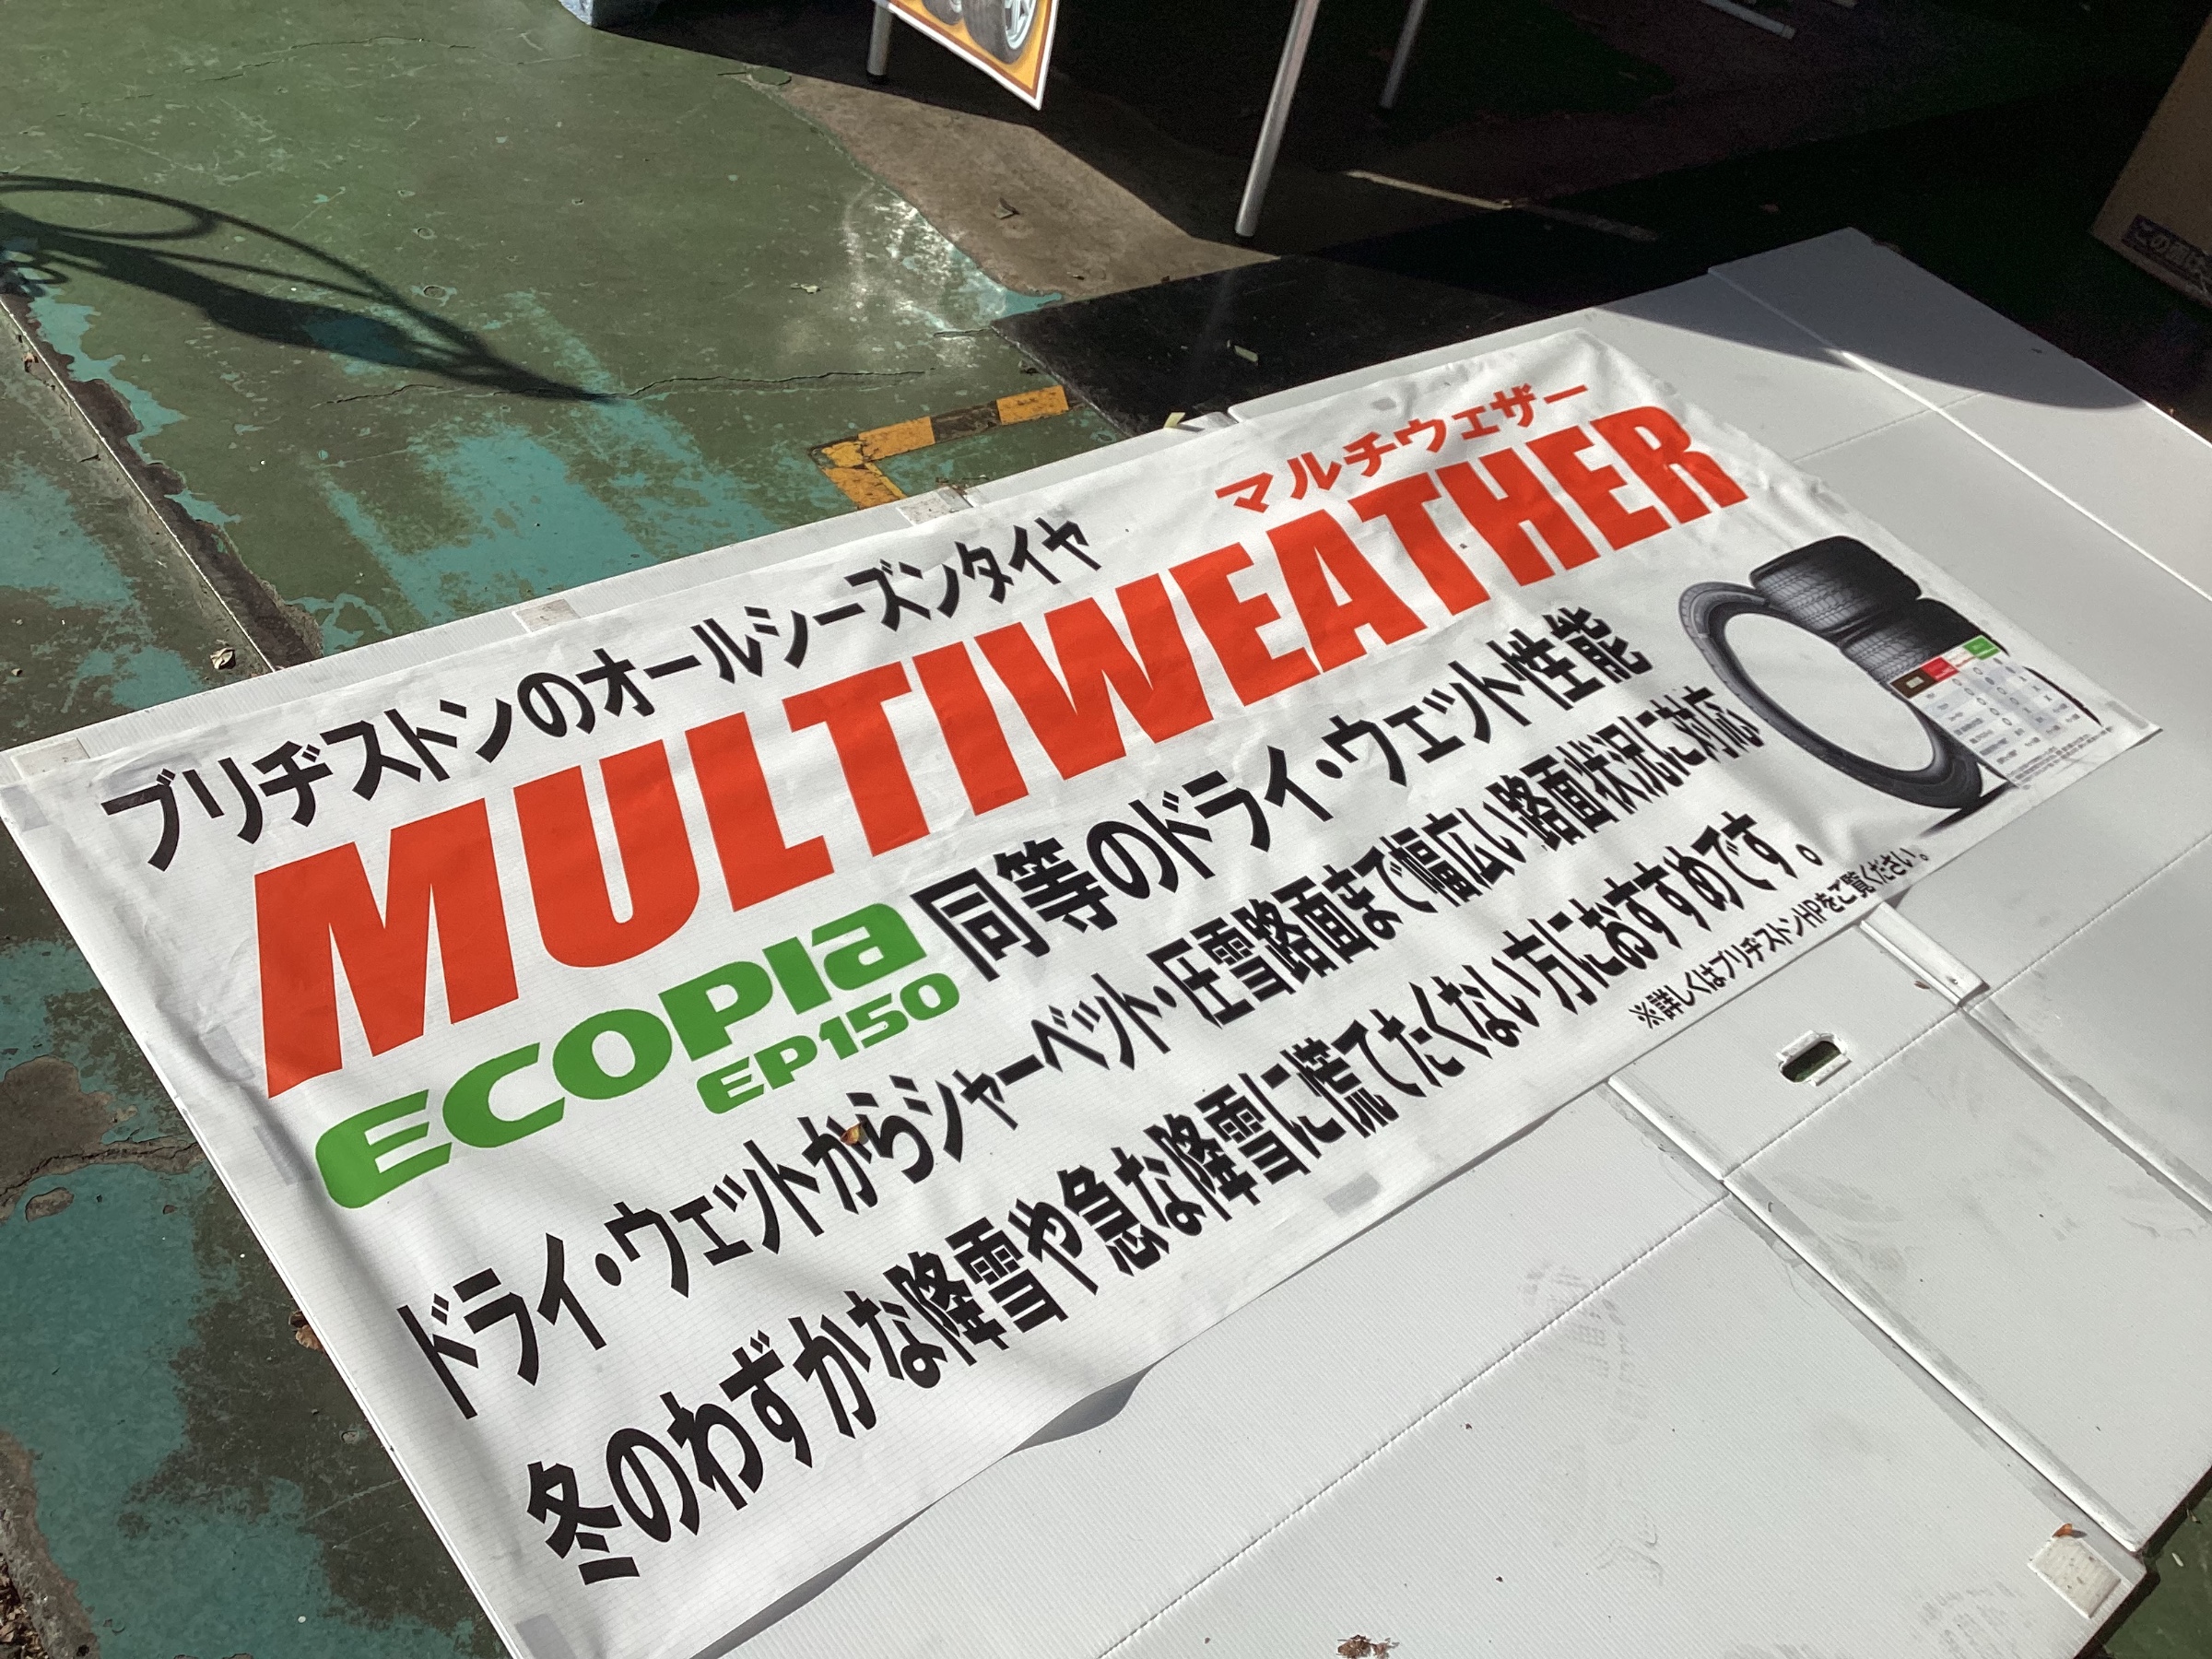 ブリヂストンのオールシーズンタイヤ
マルチウェザー
MULTIWEATHER
ECOPIA
EP150
同等のドライ・ウェット性能
ドライ・ウェットからシャーベット・圧雪路面まで幅広い路面状況に対応
冬のわずかな降雪や急な降雪に慌てたくない方におすすめです。
※詳しくはブリヂストンHPをご覧ください。